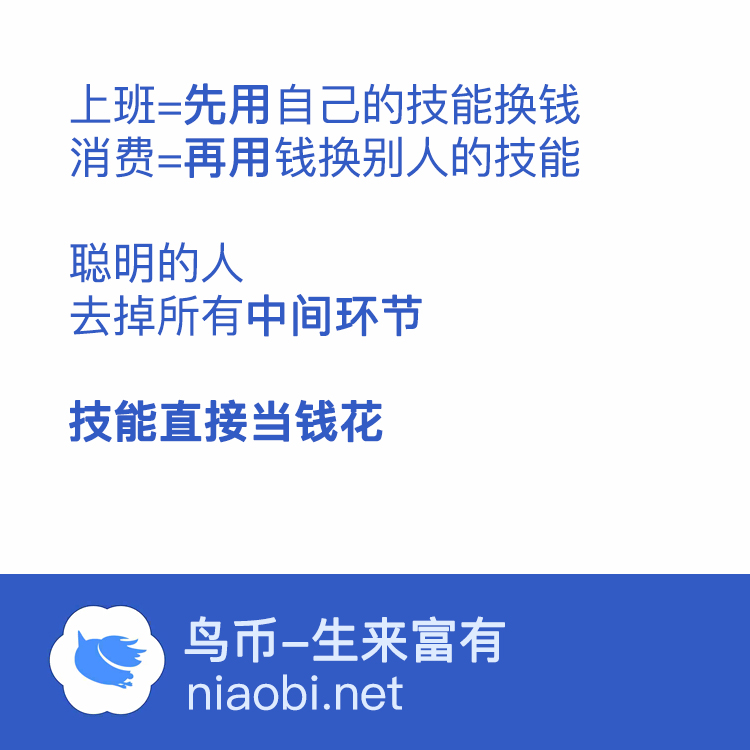 上班=先用自己的技能换钱
消费=再用钱换别人的技能
聪明的人
去掉所有中间环节
技能直接当钱花
鸟币-生来富有
niaobi.net